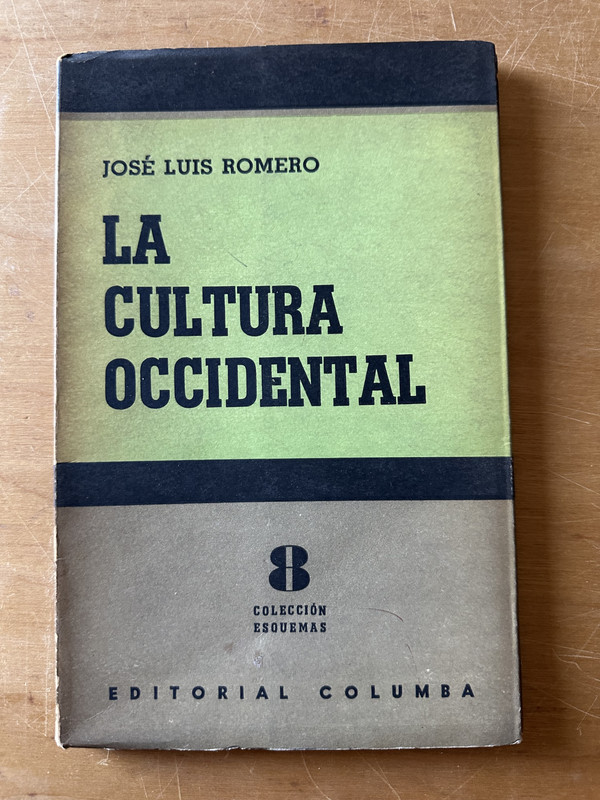 JOSÉ LUIS ROMERO
LA
CULTURA
OCCIDENTAL
8
COLECCIÓN
ESQUEMAS
EDITORIAL COLUMBA